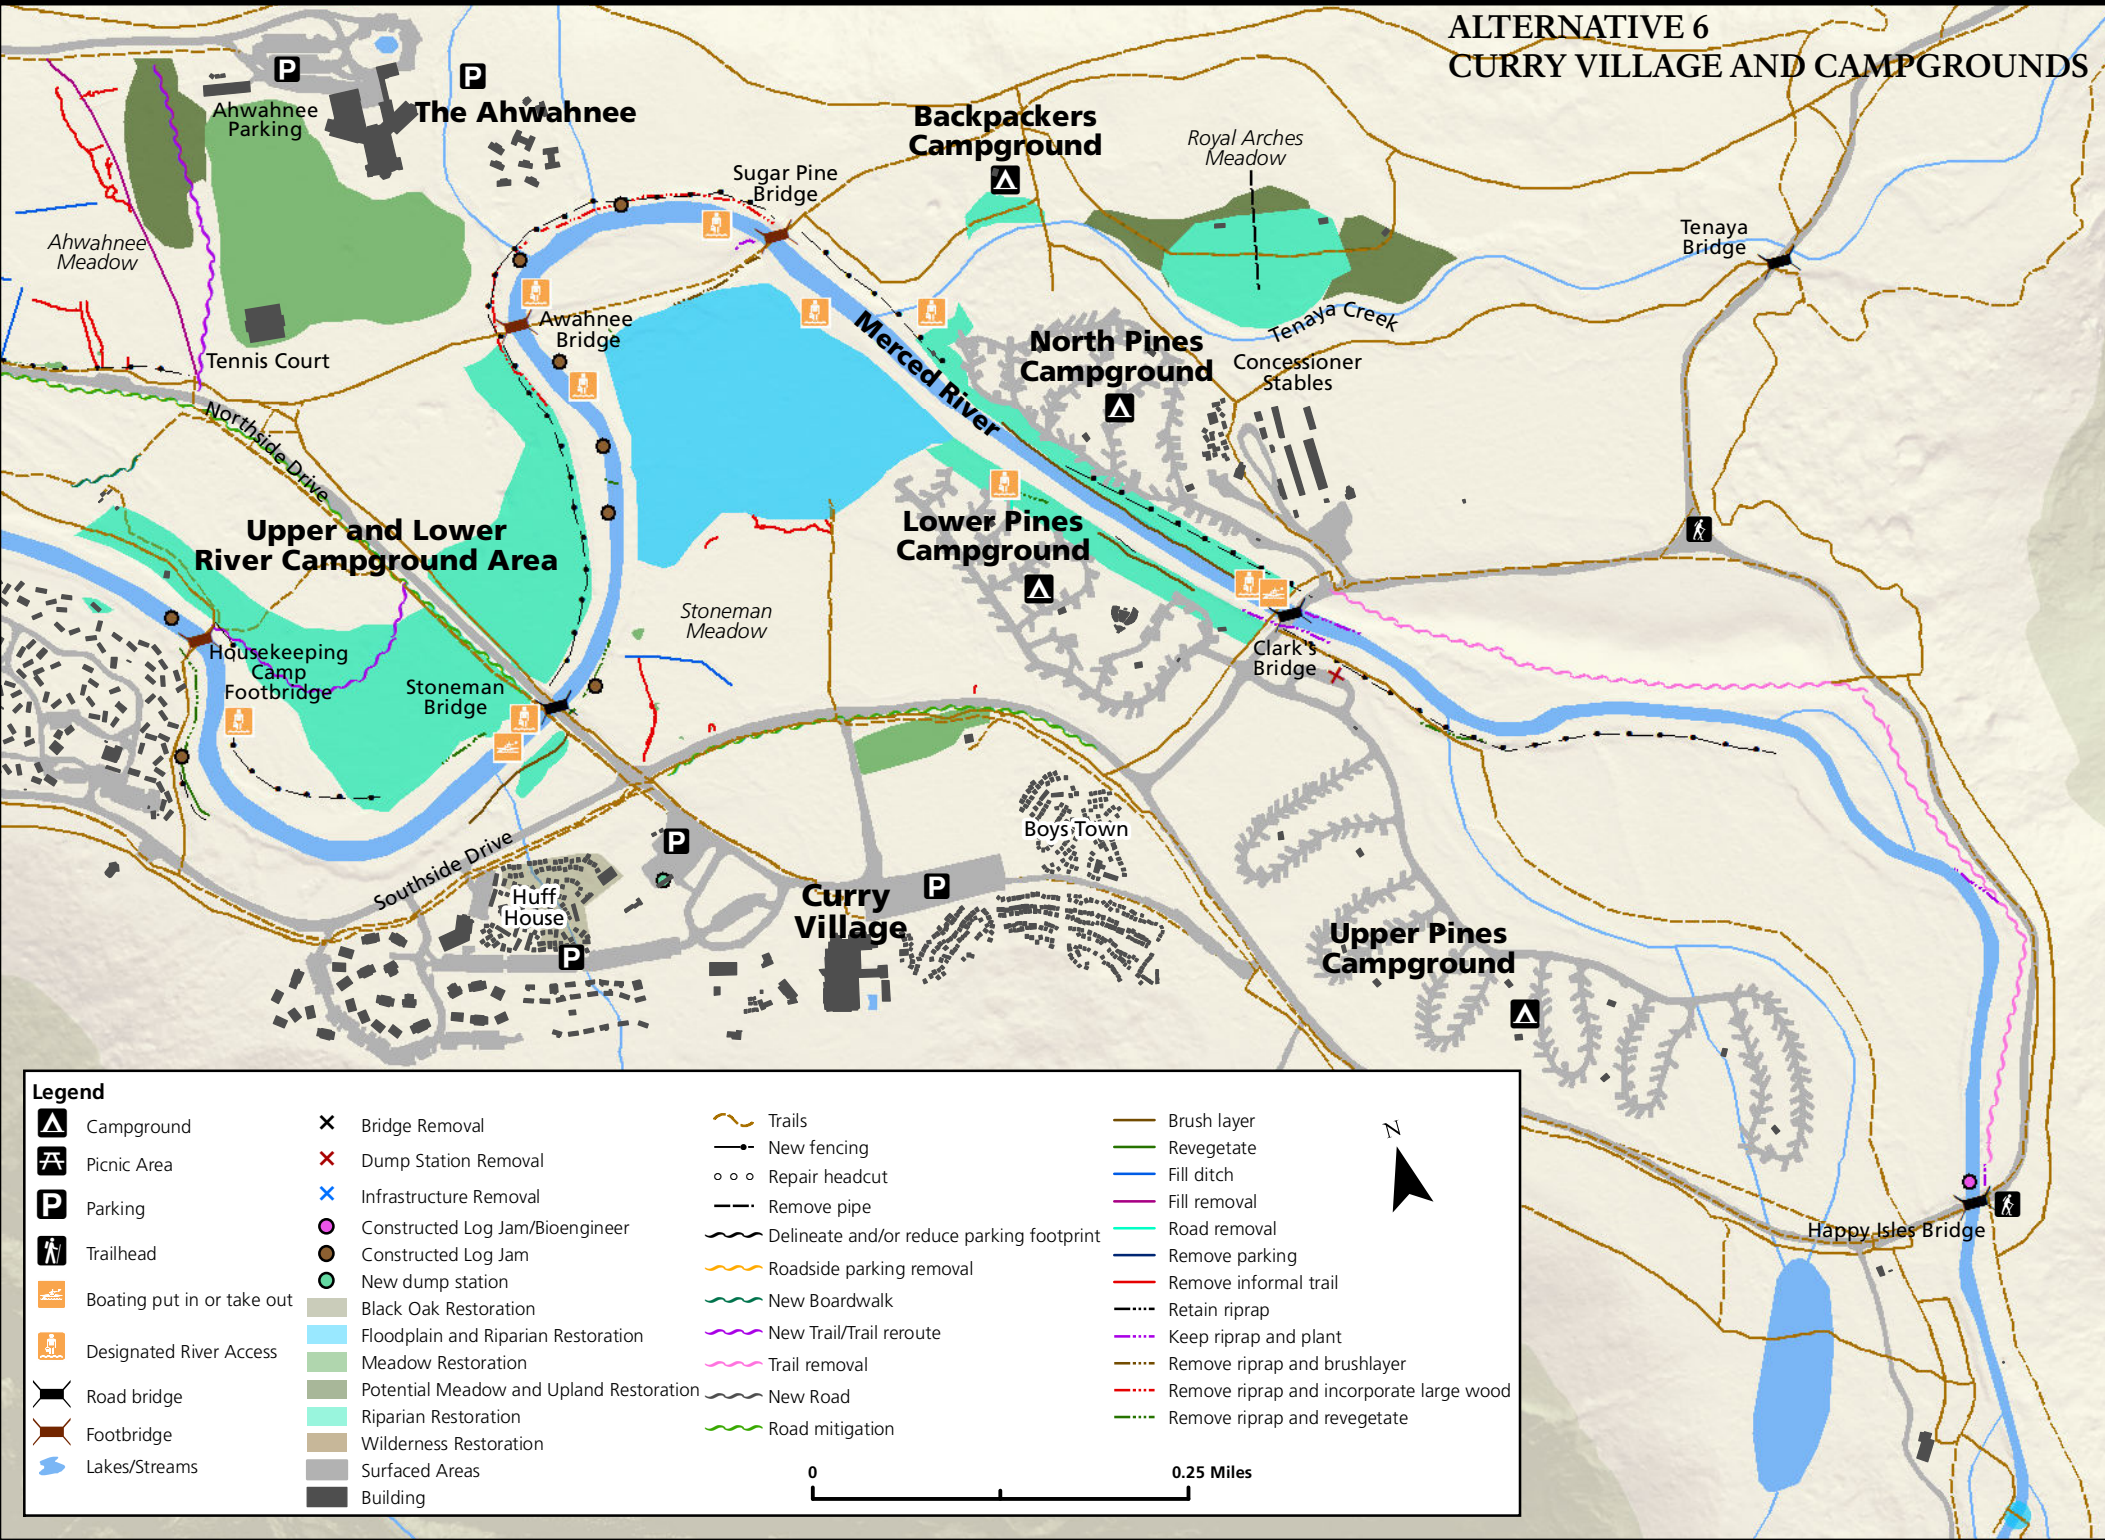 ALTERNATIVE 6
CURRY VILLAGE AND CAMPGROUNDS
P
P
Ahwahnee
Parking
The Ahwahnee
Backpackers
Campground
Royal Arches
Meadow
Sugar Pine
Bridge
Tenaya
Bridge
Ahwahnee
Meadow
Awahnee
Bridge
Tennis Court
Merced River
Tenaya Creek
North Pines
Campground
Concessioner
Stables
Northside Drive
Upper and Lower
River Campground Area
Lower Pines
Campground
Stoneman
Meadow
Housekeeping
Camp
Footbridge
Stoneman
Bridge
Clark's
Bridge
Southside Drive
P
Boys Town
Huff
House
Curry
Village
P
P
Upper Pines
Campground
Happy Isles Bridge
Legend
Campground
Picnic Area
P
Parking
Trailhead
Boating put in or take out
Designated River Access
Road bridge
Footbridge
Lakes/Streams
Bridge Removal
Dump Station Removal
Infrastructure Removal
Constructed Log Jam/Bioengineer
Constructed Log Jam
New dump station
Black Oak Restoration
Floodplain and Riparian Restoration
Meadow Restoration
Potential Meadow and Upland Restoration
Riparian Restoration
Wilderness Restoration
Surfaced Areas
Building
Trails
New fencing
Repair headcut
Remove pipe
Delineate and/or reduce parking footprint
Roadside parking removal
New Boardwalk
New Trail/Trail reroute
Trail removal
New Road
Road mitigation
Brush layer
Revegetate
Fill ditch
Fill removal
Road removal
Remove parking
Remove informal trail
Retain riprap
Keep riprap and plant
Remove riprap and brushlayer
Remove riprap and incorporate large wood
Remove riprap and revegetate
N
0
0.25 Miles